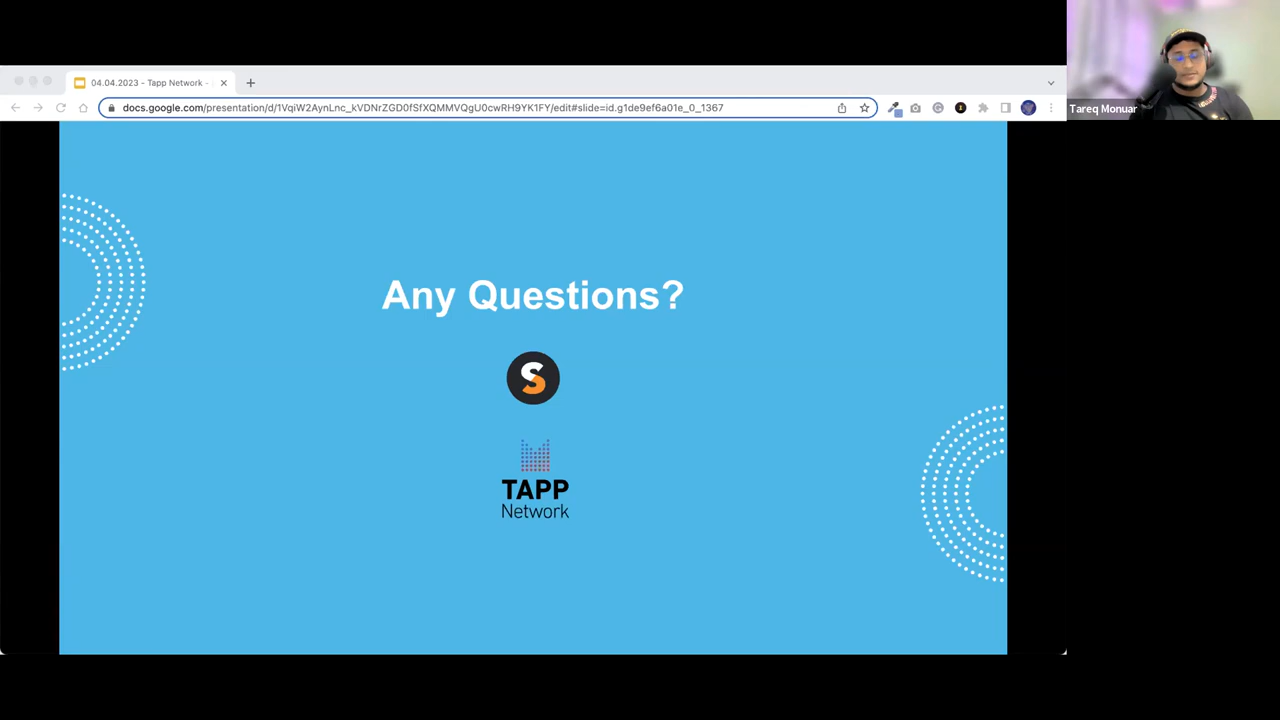 04.04.2023 - Tapp Network -
docs.google.com/presentation/d/1VqiW2AynLnc_kVDNrZGD0fSfXQMMVQgU0cwRH9YK1FY/edit#slide=id.g1de9ef6a01e_0_1367
Tareq Monuar
Any Questions?
S
TAPP
Network